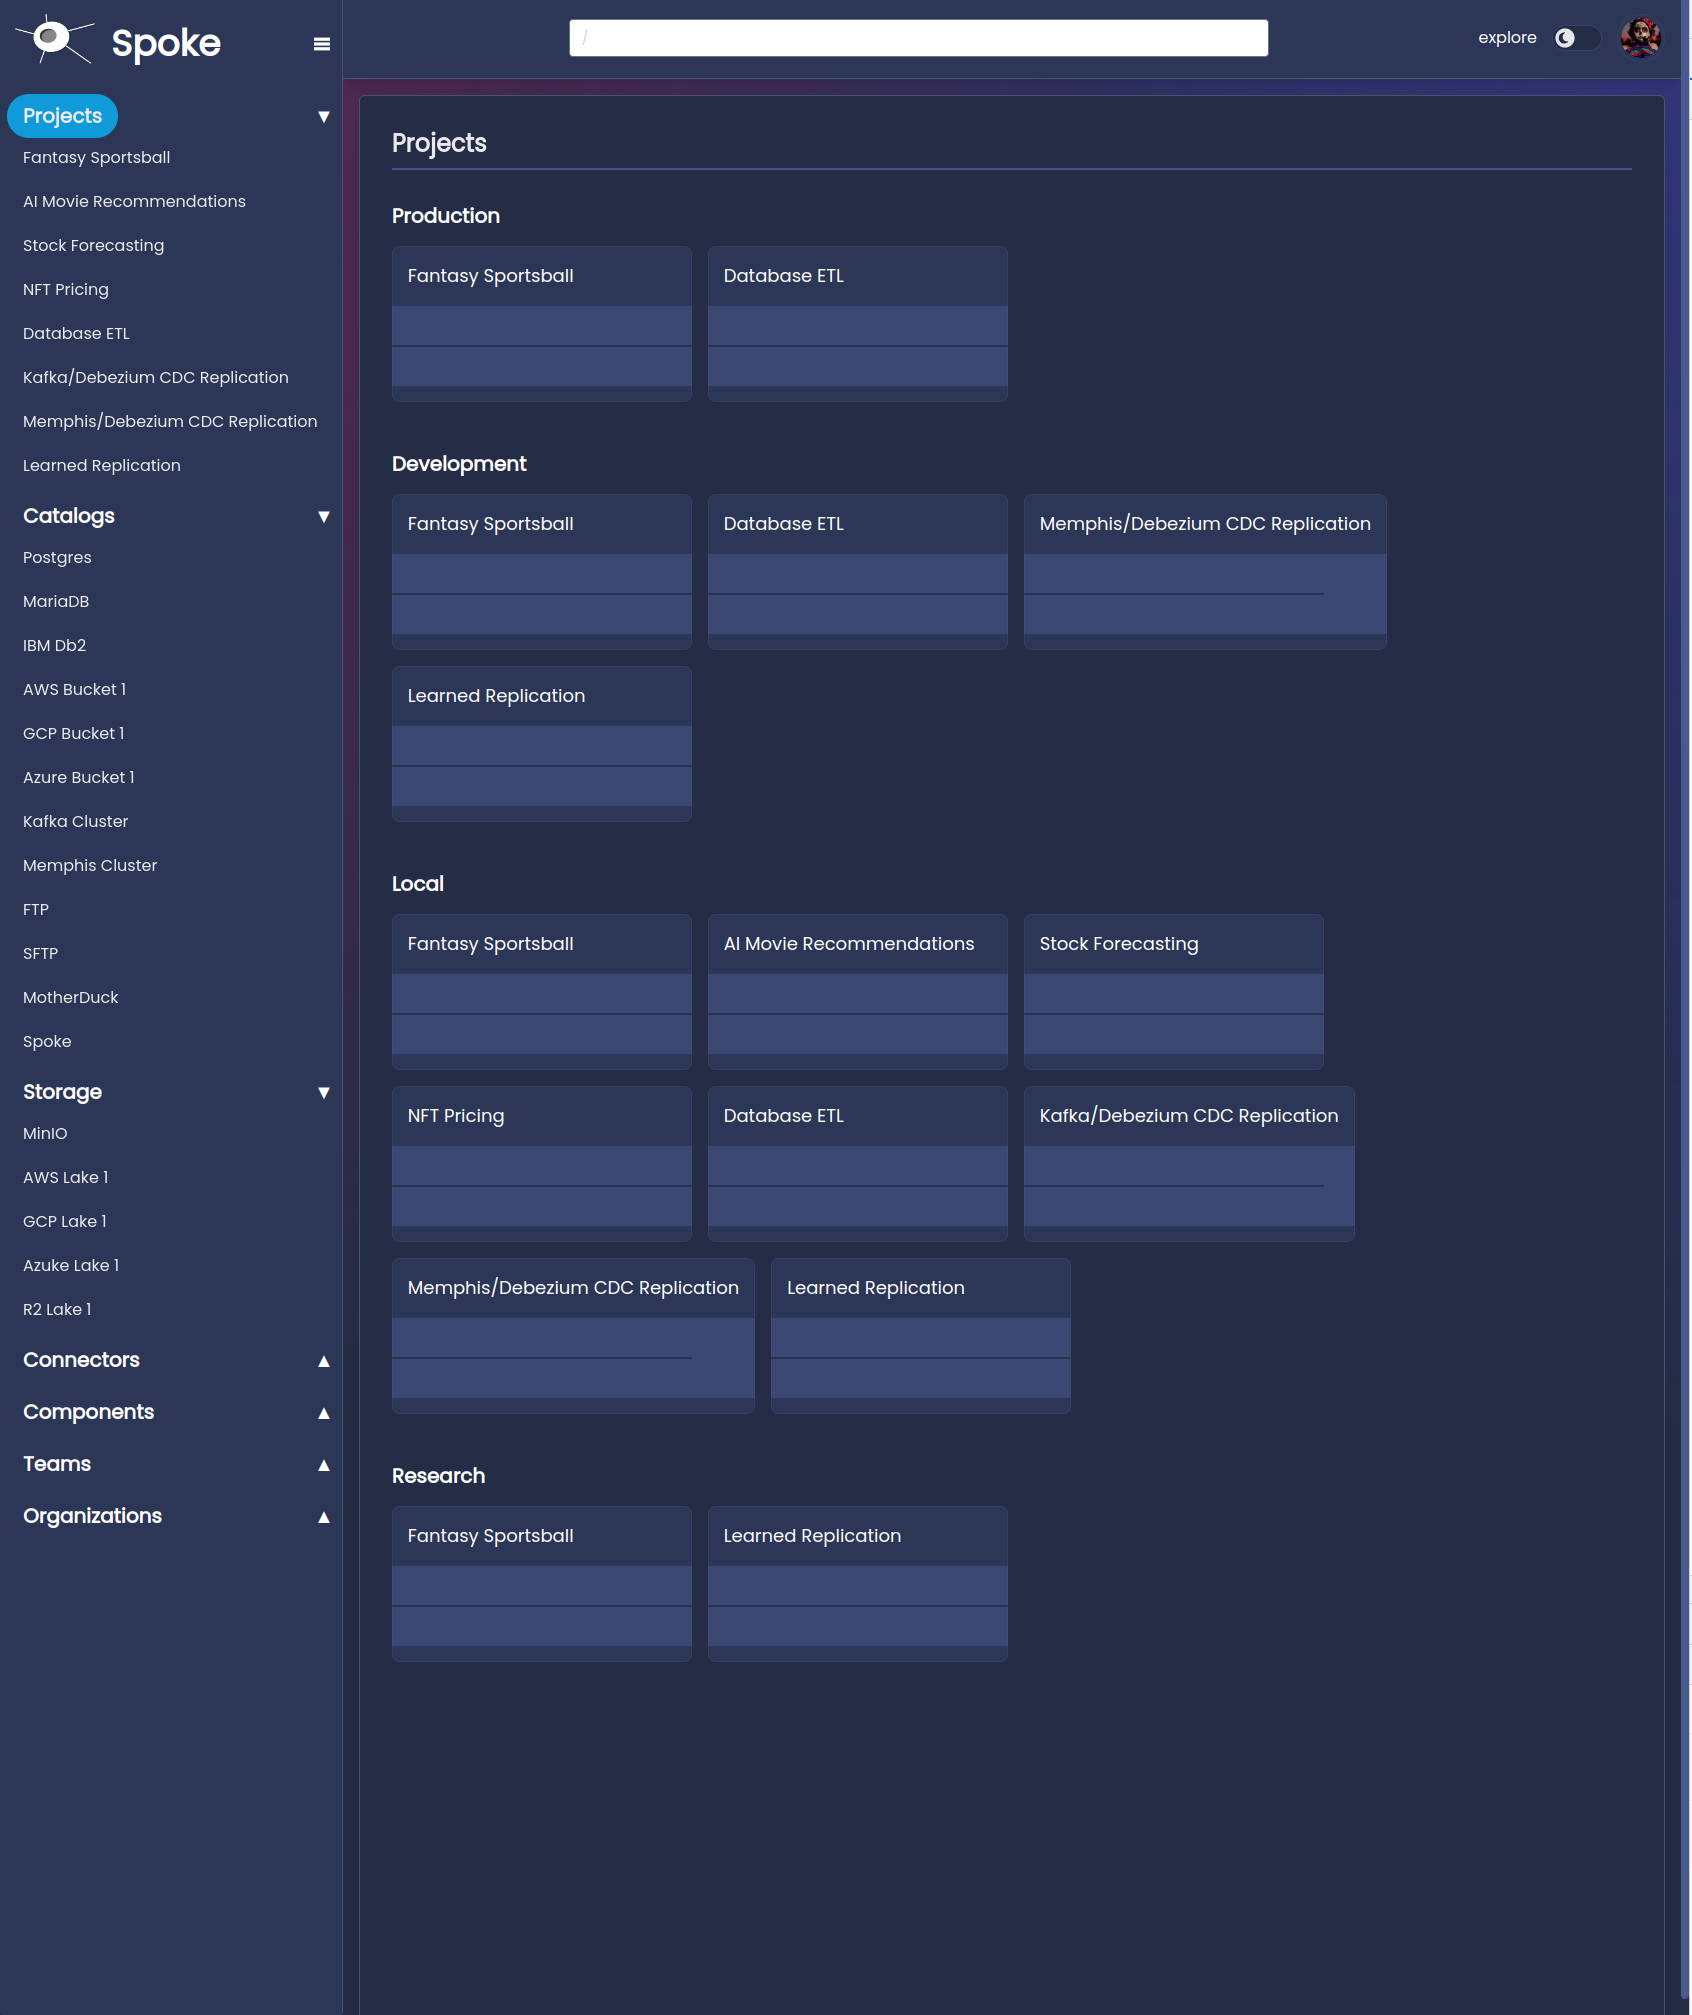 Spoke
/
explore
Projects
Fantasy Sportsball
AI Movie Recommendations
Stock Forecasting
NFT Pricing
Database ETL
Kafka/Debezium CDC Replication
Memphis/Debezium CDC Replication
Learned Replication
Catalogs
Postgres
MariaDB
IBM Db2
AWS Bucket 1
GCP Bucket 1
Azure Bucket 1
Kafka Cluster
Memphis Cluster
FTP
SFTP
MotherDuck
Spoke
Storage
MinIO
AWS Lake 1
GCP Lake 1
Azuke Lake 1
R2 Lake 1
Connectors
Components
Teams
Organizations
Projects
Production
Fantasy Sportsball
Database ETL
Development
Fantasy Sportsball
Database ETL
Memphis/Debezium CDC Replication
Learned Replication
Local
Fantasy Sportsball
AI Movie Recommendations
Stock Forecasting
NFT Pricing
Database ETL
Kafka/Debezium CDC Replication
Memphis/Debezium CDC Replication
Learned Replication
Research
Fantasy Sportsball
Learned Replication